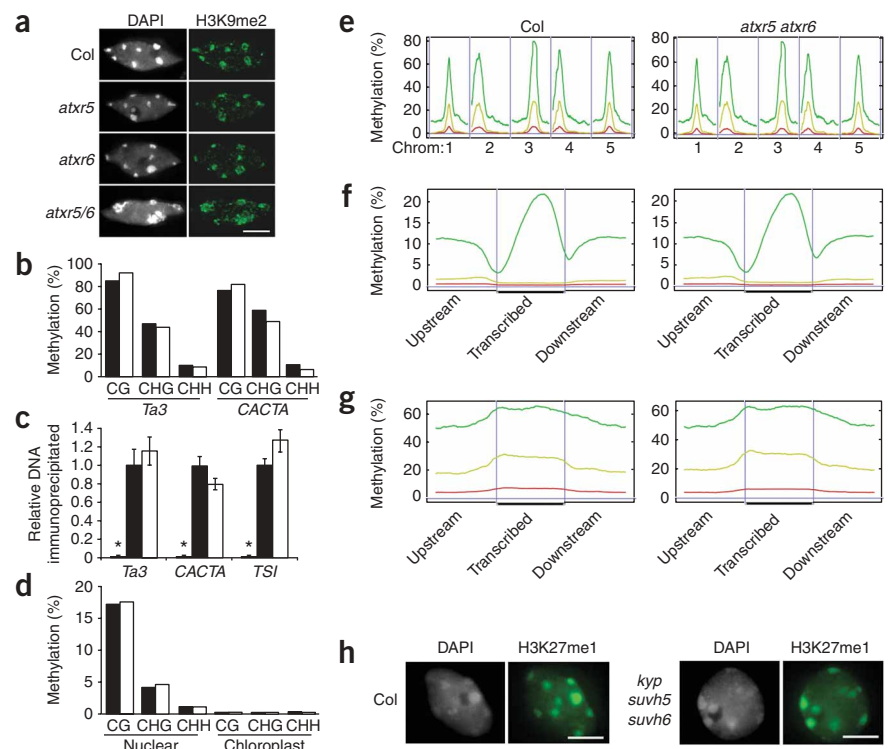 a
DAPI H3K9me2
Col
atxr5
atxr6
atxr5/6
b
Methylation (%)
100
80
60
40
20
0
CG CHG CHH CG CHG CHH
Ta3 CACTA
c
Relative DNA
immunoprecipitated
1.4
1.2
1.0
0.8
0.6
0.4
0.2
0
* * *
Ta3 CACTA TSI
d
Methylation (%)
20
15
10
5
0
CG CHG CHH CG CHG CHH
Nuclear Chloroplast
e
Col atxr5 atxr6
Methylation (%)
80
60
40
20
0
Chrom: 1 2 3 4 5
80
60
40
20
0
1 2 3 4 5
f
Methylation (%)
20
15
10
5
0
Upstream Transcribed Downstream
20
15
10
5
0
Upstream Transcribed Downstream
g
Methylation (%)
60
40
20
0
Upstream Transcribed Downstream
60
40
20
0
Upstream Transcribed Downstream
h
DAPI H3K27me1 DAPI H3K27me1
Col
kyp
suvh5
suvh6